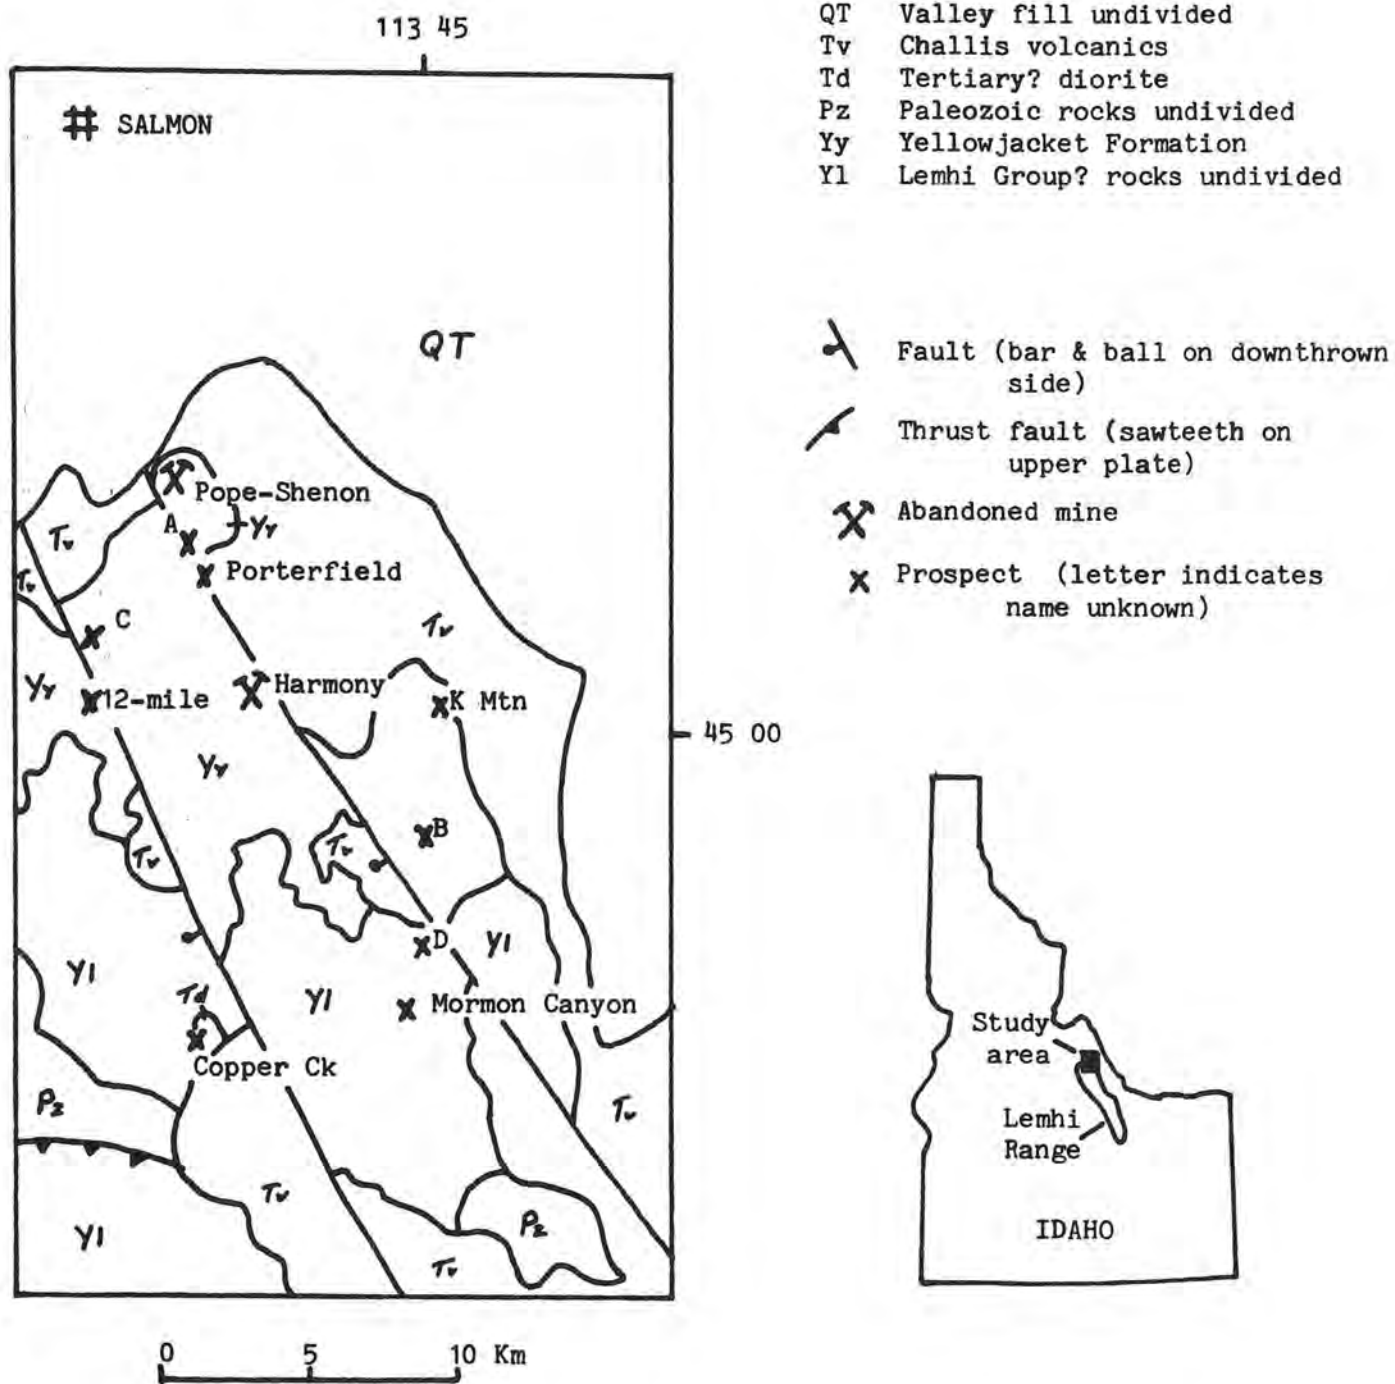 113 45
SALMON
QT
Pope-Shenon
A
Yy
Tv
Porterfield
Tv
C
Tv
Yy
12-mile
Harmony
K Mtn
45 00
Yy
B
Tv
Tv
D
Yl
Yl
Td
Yl
Mormon Canyon
Copper Ck
Pz
Tv
Tv
Yl
Pz
Tv
0 5 10 Km
QT Valley fill undivided
Tv Challis volcanics
Td Tertiary? diorite
Pz Paleozoic rocks undivided
Yy Yellowjacket Formation
Yl Lemhi Group? rocks undivided
Fault (bar & ball on downthrown
side)
Thrust fault (sawteeth on
upper plate)
Abandoned mine
Prospect (letter indicates
name unknown)
Study
area
Lemhi
Range
IDAHO